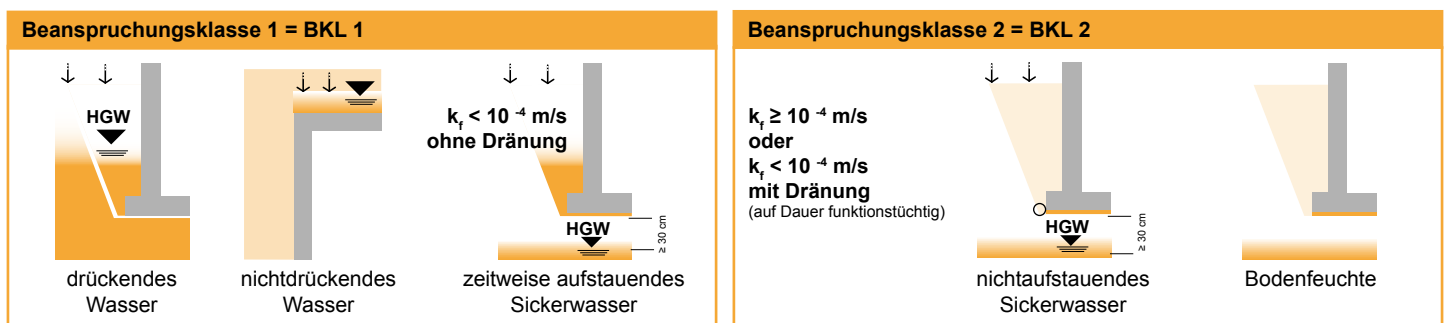 Beanspruchungsklasse 1 = BKL 1
HGW
drückendes
Wasser
nichtdrückendes
Wasser
k_f < 10 ⁻⁴ m/s
ohne Dränung
HGW
≥ 30 cm
zeitweise aufstauendes
Sickerwasser
Beanspruchungsklasse 2 = BKL 2
k_f ≥ 10 ⁻⁴ m/s
oder
k_f < 10 ⁻⁴ m/s
mit Dränung
(auf Dauer funktionstüchtig)
HGW
≥ 30 cm
nichtaufstauendes
Sickerwasser
Bodenfeuchte